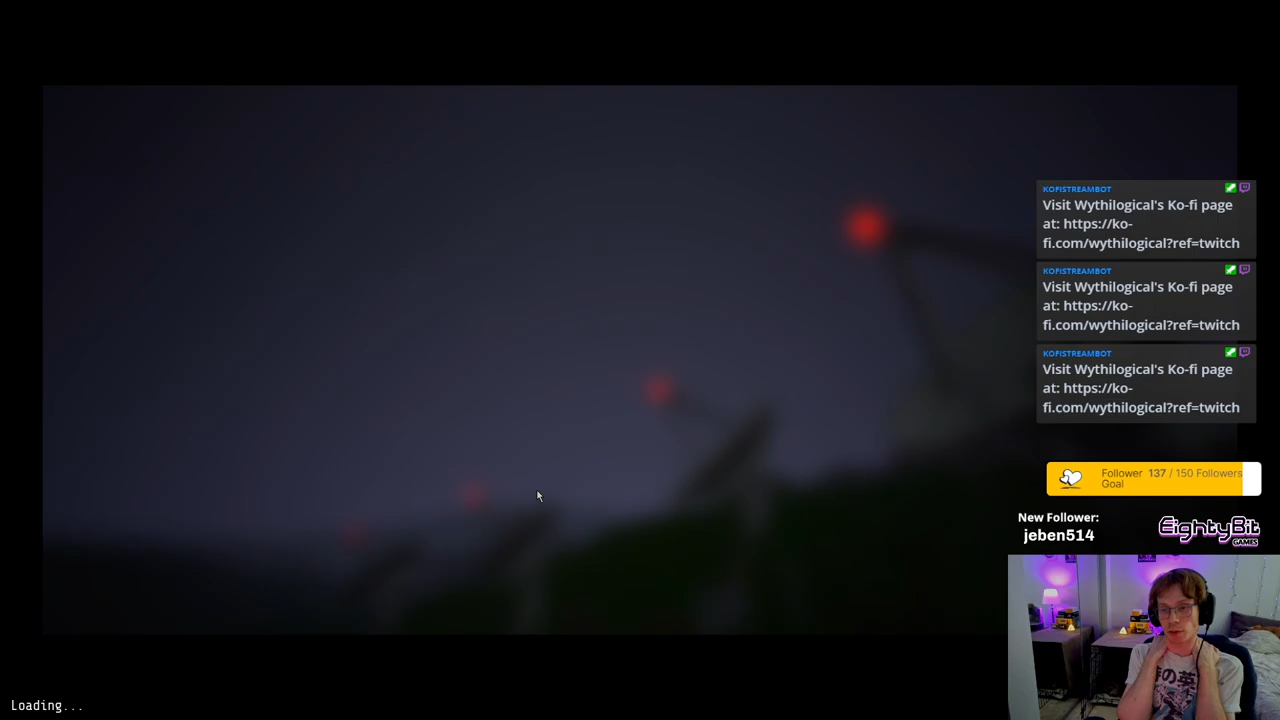 KOFISTREAMBOT
Visit Wythilogical's Ko-fi page
at: https://ko-
fi.com/wythilogical?ref=twitch
KOFISTREAMBOT
Visit Wythilogical's Ko-fi page
at: https://ko-
fi.com/wythilogical?ref=twitch
KOFISTREAMBOT
Visit Wythilogical's Ko-fi page
at: https://ko-
fi.com/wythilogical?ref=twitch
Follower 137 / 150 Followers
Goal
New Follower:
jeben514
EightyBit
GAMES
の英
Loading...